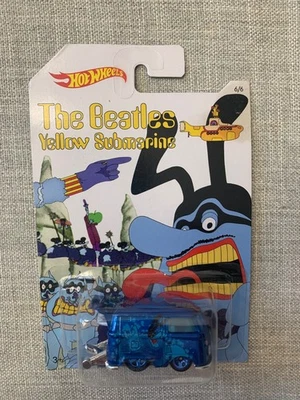 Hot Wheels
6/6
The Beatles
Yellow Submarine